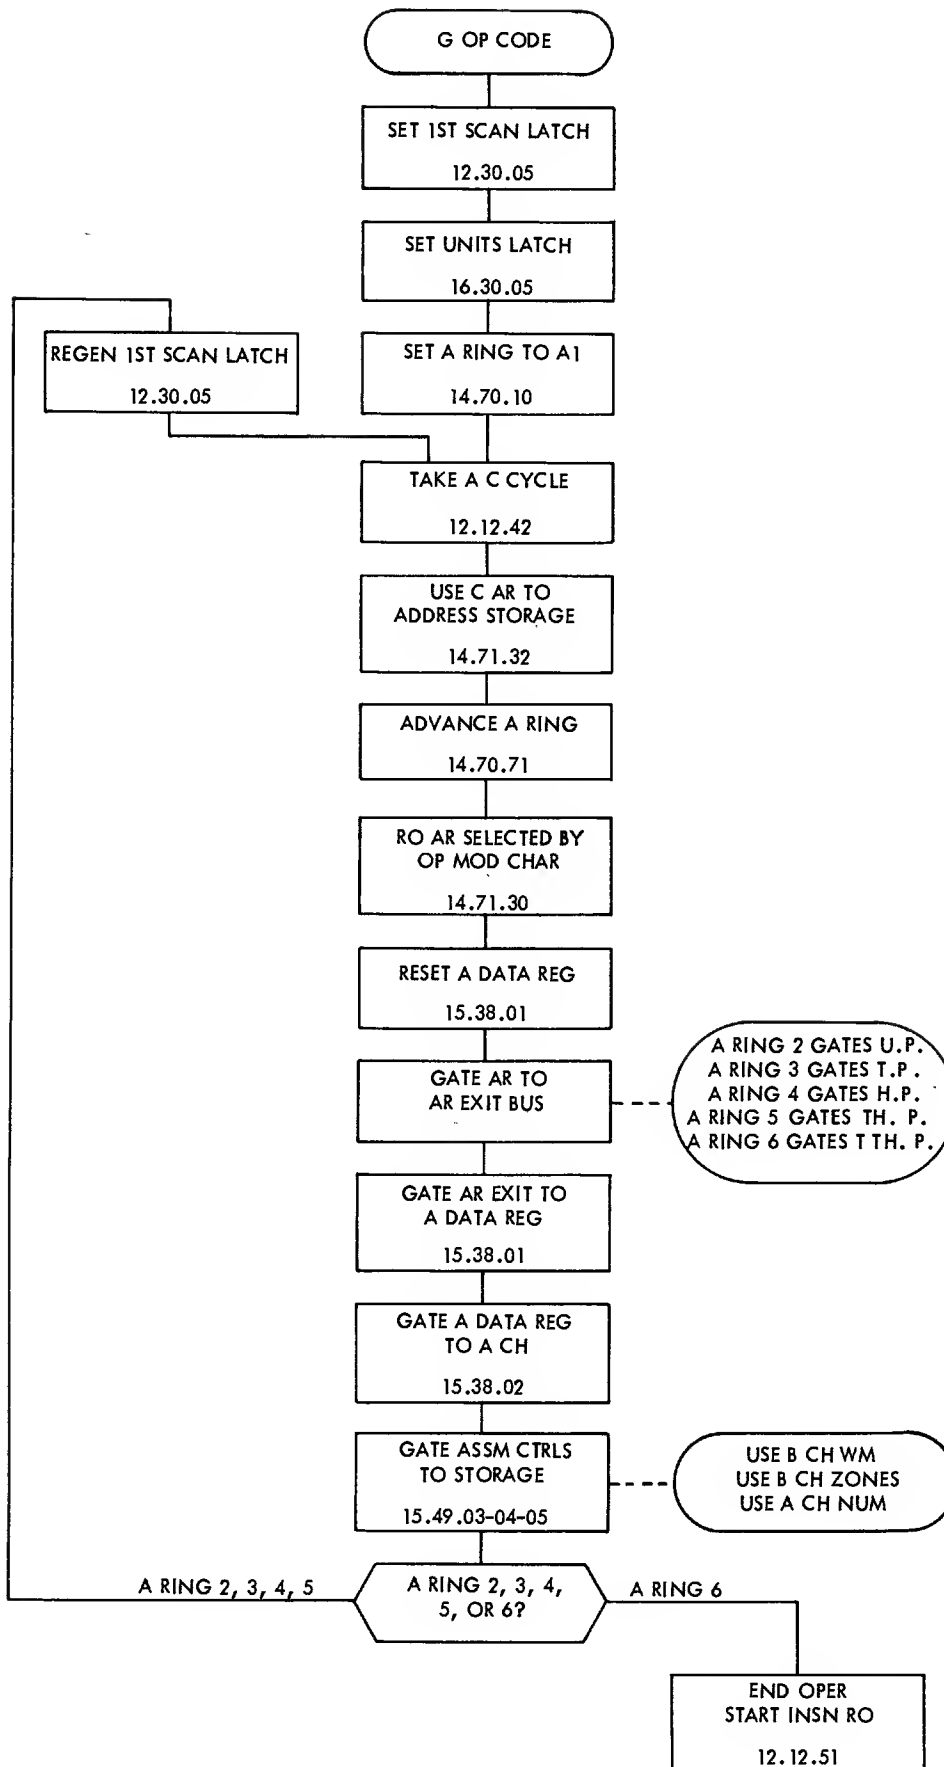 G OP CODE
SET 1ST SCAN LATCH
12.30.05
SET UNITS LATCH
16.30.05
REGEN 1ST SCAN LATCH
12.30.05
SET A RING TO A1
14.70.10
TAKE A C CYCLE
12.12.42
USE C AR TO
ADDRESS STORAGE
14.71.32
ADVANCE A RING
14.70.71
RO AR SELECTED BY
OP MOD CHAR
14.71.30
RESET A DATA REG
15.38.01
GATE AR TO
AR EXIT BUS
A RING 2 GATES U.P.
A RING 3 GATES T.P.
A RING 4 GATES H.P.
A RING 5 GATES TH. P.
A RING 6 GATES T TH. P.
GATE AR EXIT TO
A DATA REG
15.38.01
GATE A DATA REG
TO A CH
15.38.02
GATE ASSM CTRLS
TO STORAGE
15.49.03-04-05
USE B CH WM
USE B CH ZONES
USE A CH NUM
A RING 2, 3, 4, 5
A RING 2, 3, 4,
5, OR 6?
A RING 6
END OPER
START INSN RO
12.12.51